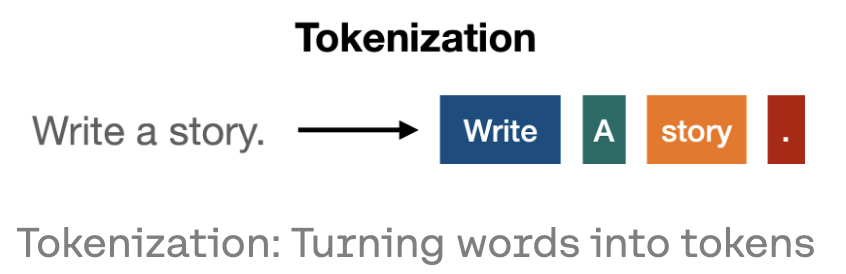 Tokenization
Write a story. Write A story .
Tokenization: Turning words into tokens